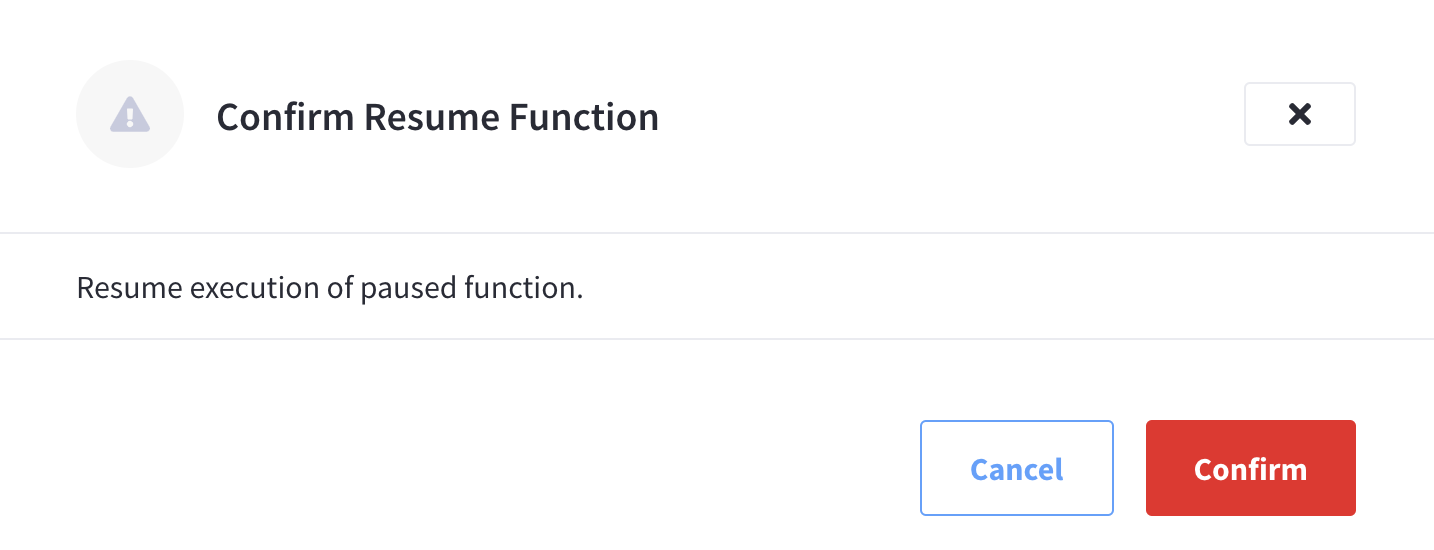 Confirm Resume Function
Resume execution of paused function.
Cancel
Confirm